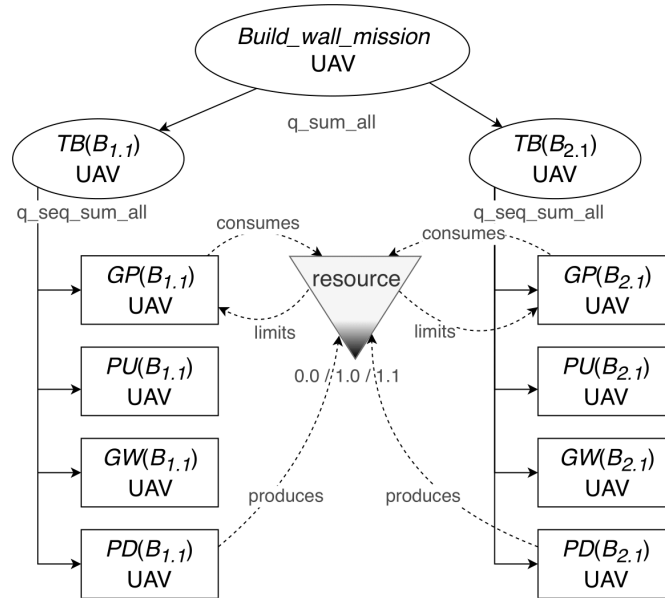 Build_wall_mission
UAV
q_sum_all
TB(B1.1)
UAV
TB(B2.1)
UAV
q_seq_sum_all
q_seq_sum_all
consumes
consumes
GP(B1.1)
UAV
resource
GP(B2.1)
UAV
limits
limits
0.0 / 1.0 / 1.1
PU(B1.1)
UAV
PU(B2.1)
UAV
GW(B1.1)
UAV
GW(B2.1)
UAV
produces
produces
PD(B1.1)
UAV
PD(B2.1)
UAV